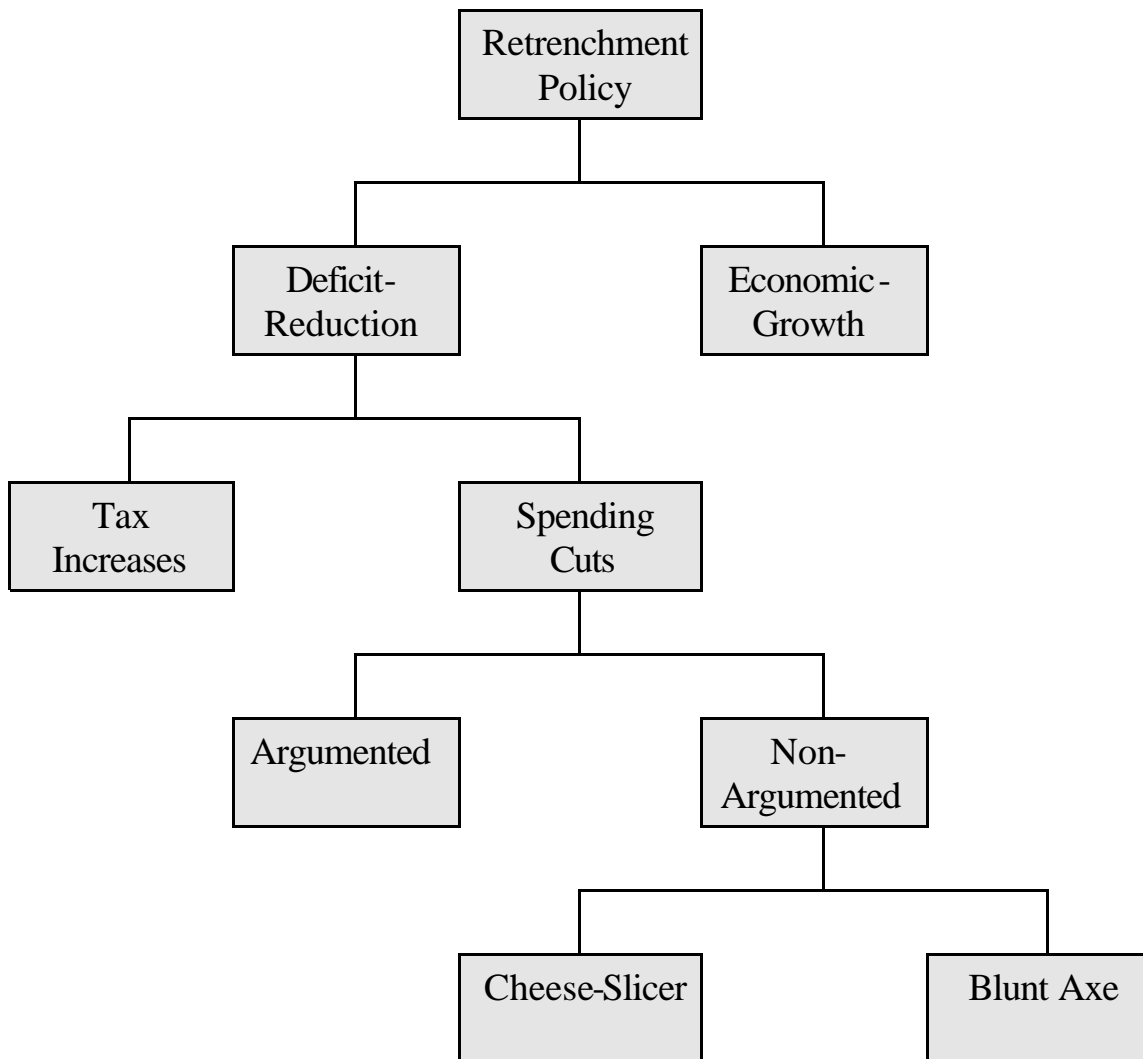 Retrenchment
Policy
Deficit-
Reduction
Economic-
Growth
Tax
Increases
Spending
Cuts
Argumented
Non-
Argumented
Cheese-Slicer
Blunt Axe